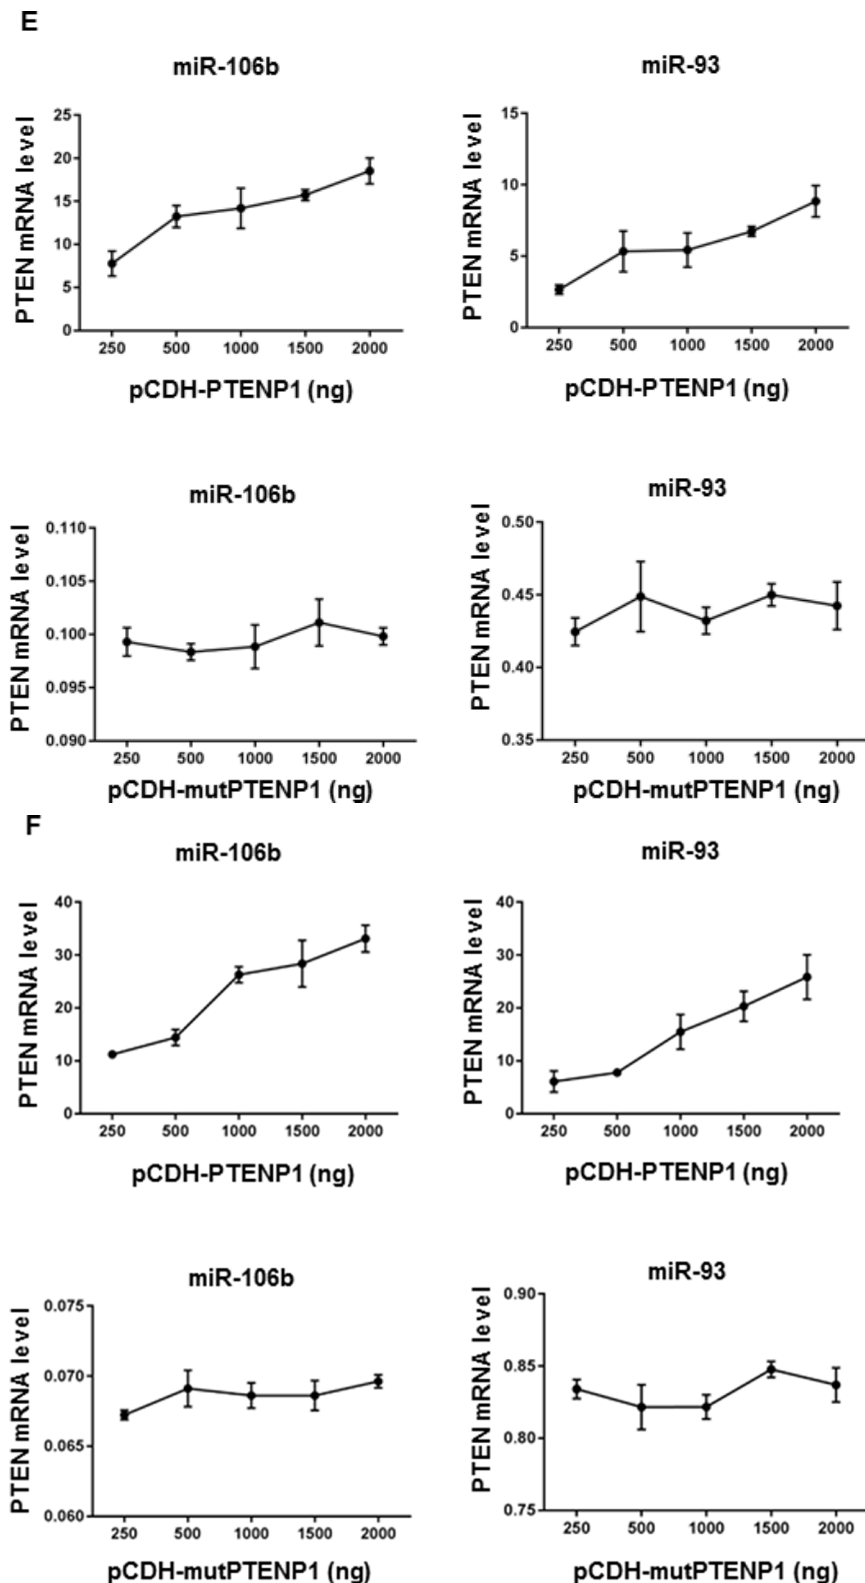 E
miR-106b
PTEN mRNA level
25
20
15
10
5
0
250 500 1000 1500 2000
pCDH-PTENP1 (ng)
miR-93
PTEN mRNA level
15
10
5
0
250 500 1000 1500 2000
pCDH-PTENP1 (ng)
miR-106b
PTEN mRNA level
0.110
0.105
0.100
0.095
0.090
250 500 1000 1500 2000
pCDH-mutPTENP1 (ng)
miR-93
PTEN mRNA level
0.50
0.45
0.40
0.35
250 500 1000 1500 2000
pCDH-mutPTENP1 (ng)
F
miR-106b
PTEN mRNA level
40
30
20
10
0
250 500 1000 1500 2000
pCDH-PTENP1 (ng)
miR-93
PTEN mRNA level
40
30
20
10
0
250 500 1000 1500 2000
pCDH-PTENP1 (ng)
miR-106b
PTEN mRNA level
0.075
0.070
0.065
0.060
250 500 1000 1500 2000
pCDH-mutPTENP1 (ng)
miR-93
PTEN mRNA level
0.90
0.85
0.80
0.75
250 500 1000 1500 2000
pCDH-mutPTENP1 (ng)